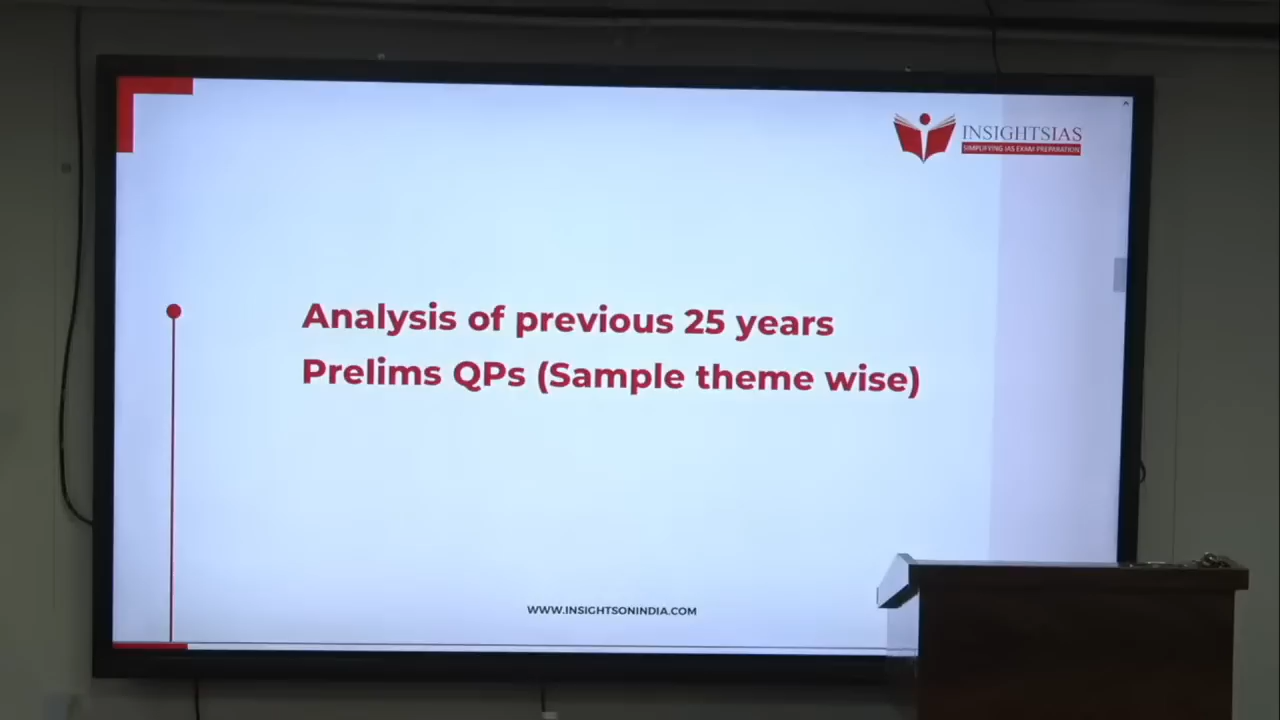 INSIGHTSIAS
SIMPLIFYING IAS EXAM PREPARATION
Analysis of previous 25 years
Prelims QPs (Sample theme wise)
WWW.INSIGHTSONINDIA.COM